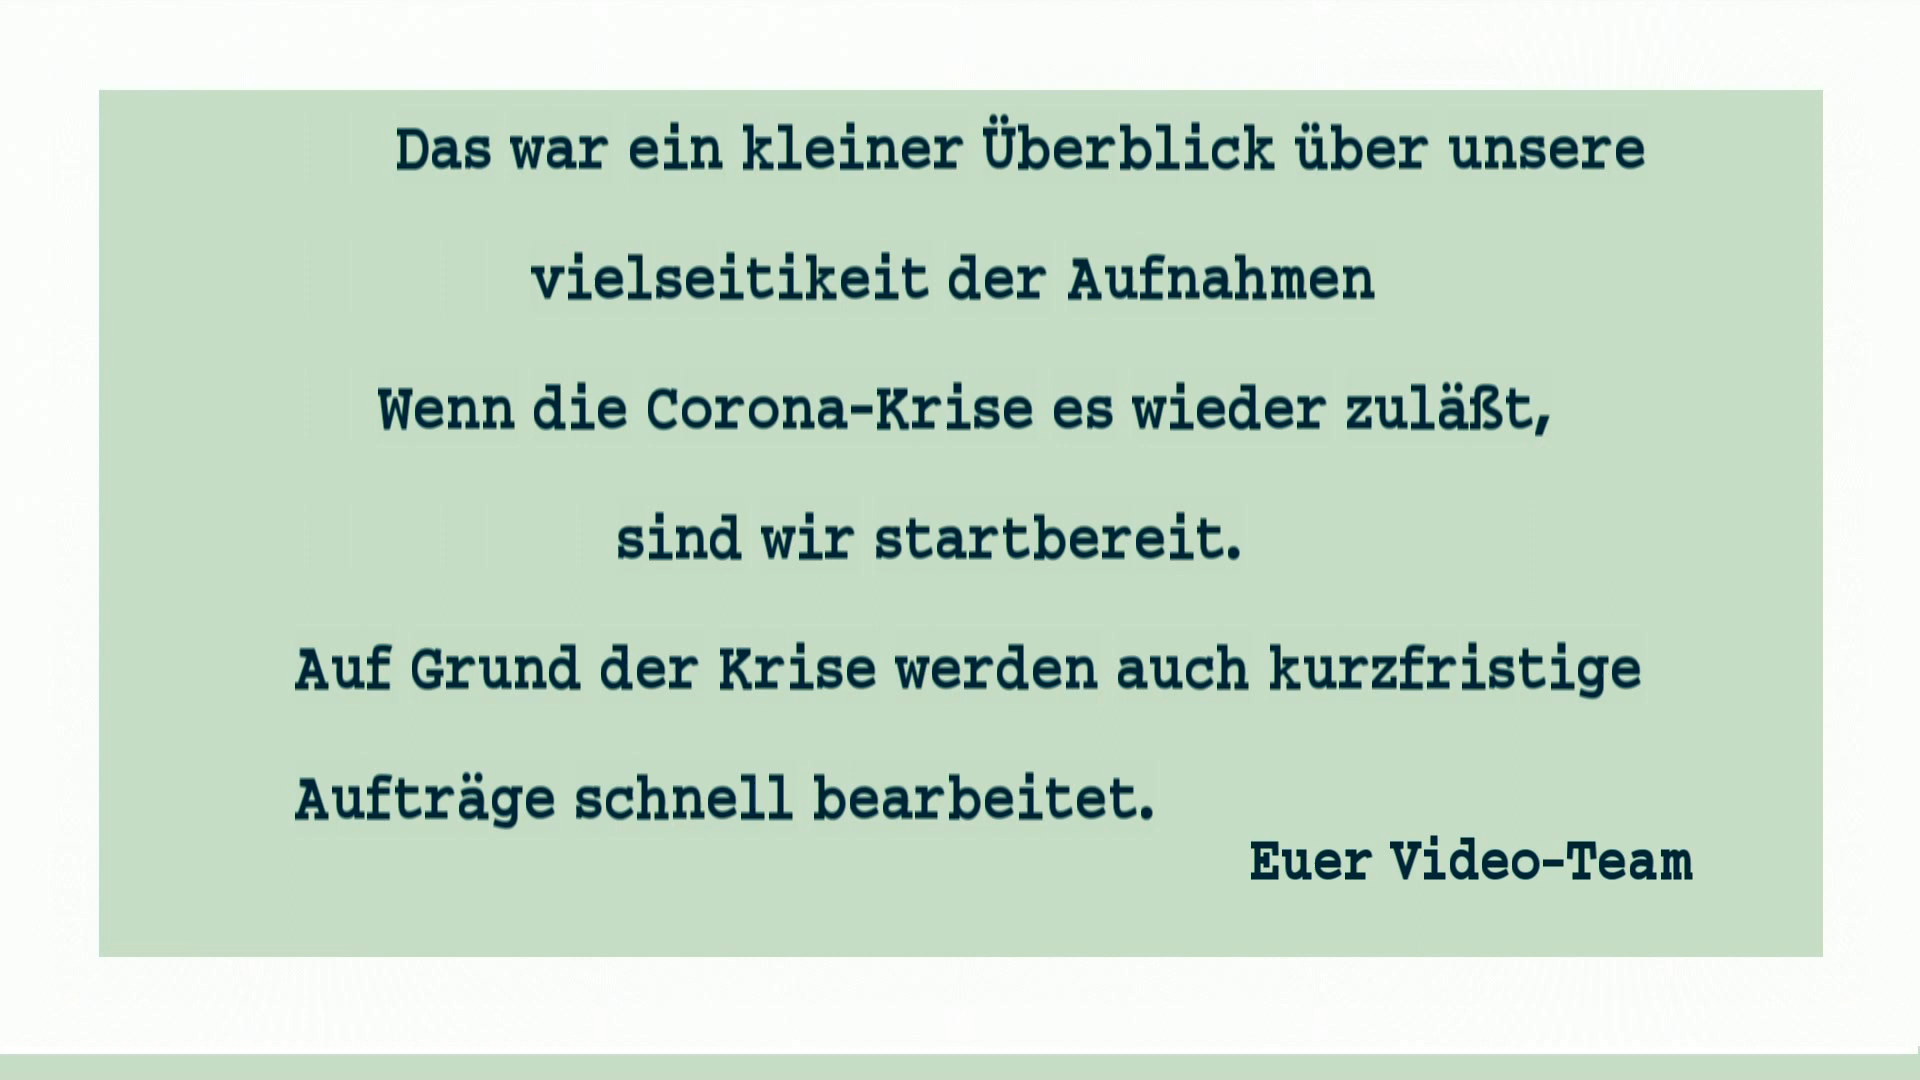 Das war ein kleiner Überblick über unsere
vielseitikeit der Aufnahmen
Wenn die Corona-Krise es wieder zuläßt,
sind wir startbereit.
Auf Grund der Krise werden auch kurzfristige
Aufträge schnell bearbeitet.
Euer Video-Team